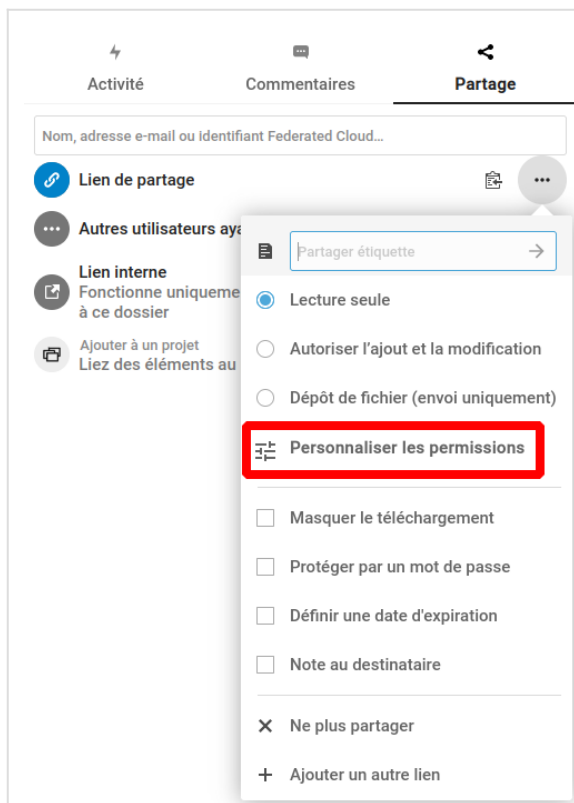 Activité
Commentaires
Partage
Nom, adresse e-mail ou identifiant Federated Cloud...
Lien de partage
Autres utilisateurs aya
Lien interne
Fonctionne uniqueme
à ce dossier
Ajouter à un projet
Liez des éléments au
Partager étiquette
Lecture seule
Autoriser l'ajout et la modification
Dépôt de fichier (envoi uniquement)
Personnaliser les permissions
Masquer le téléchargement
Protéger par un mot de passe
Définir une date d'expiration
Note au destinataire
Ne plus partager
Ajouter un autre lien